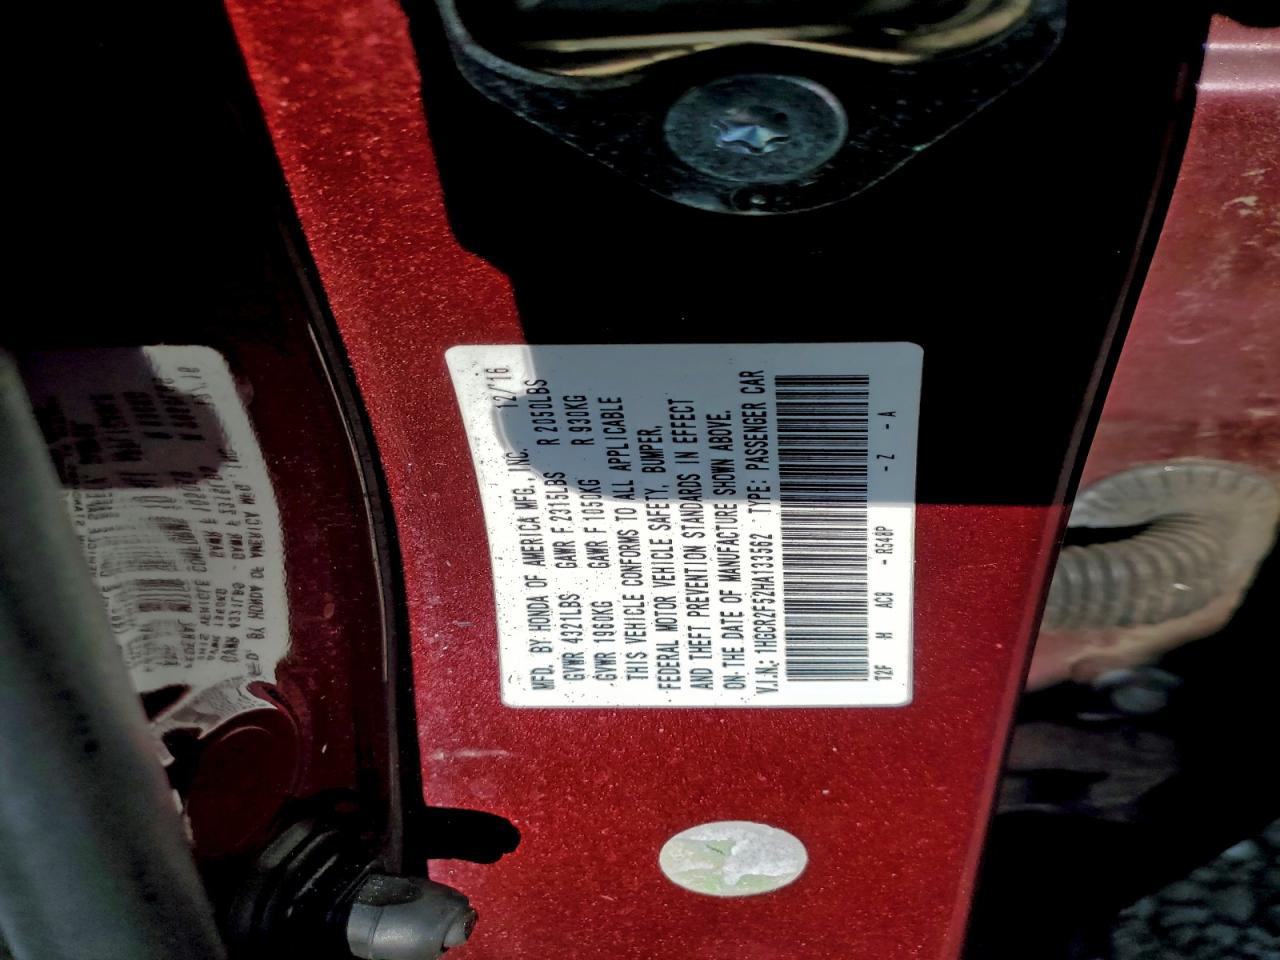 MFD. BY HONDA OF AMERICA MFG., INC. 12/16
GVWR 4321LBS GAWR F 2315LBS R 2050LBS
GVWR 1960KG GAWR F 1050KG R 930KG
THIS VEHICLE CONFORMS TO ALL APPLICABLE
FEDERAL MOTOR VEHICLE SAFETY, BUMPER,
AND THEFT PREVENTION STANDARDS IN EFFECT
ON THE DATE OF MANUFACTURE SHOWN ABOVE.
V.I.N.: 1HGCR2F52HA133562 TYPE: PASSENGER CAR
T2F -H AC8 - R548P - Z - A